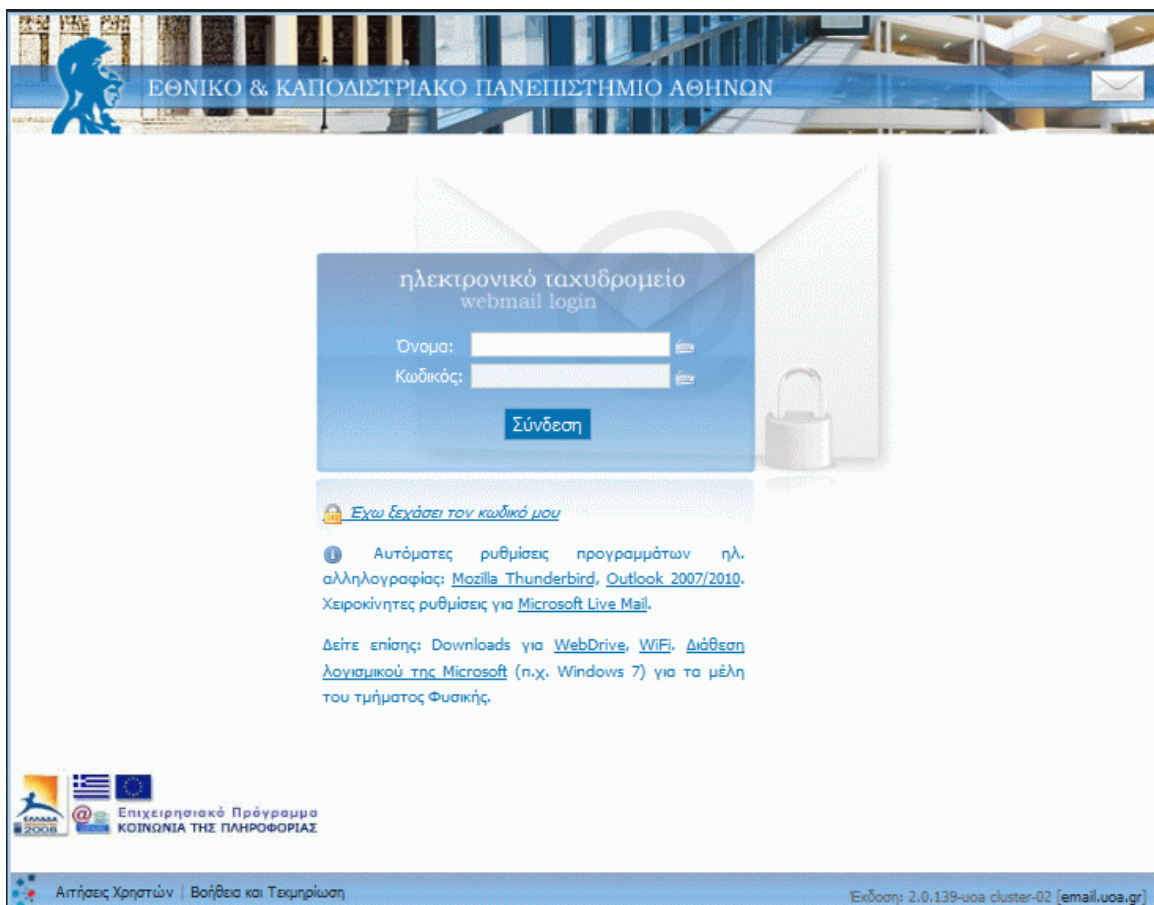 ΕΘΝΙΚΟ & ΚΑΠΟΔΙΣΤΡΙΑΚΟ ΠΑΝΕΠΙΣΤΗΜΙΟ ΑΘΗΝΩΝ
ηλεκτρονικό ταχυδρομείο
webmail login
Όνομα:
Κωδικός:
Σύνδεση
Έχω ξεχάσει τον κωδικό μου
Αυτόματες ρυθμίσεις προγραμμάτων ηλ.
αλληλογραφίας: Mozilla Thunderbird, Outlook 2007/2010.
Χειροκίνητες ρυθμίσεις για Microsoft Live Mail.
Δείτε επίσης: Downloads για WebDrive, WiFi. Διάθεση
λογισμικού της Microsoft (π.χ. Windows 7) για τα μέλη
του τμήματος Φυσικής.
ΕΛΛΑΔΑ
2008
Επιχειρησιακό Πρόγραμμα
ΚΟΙΝΩΝΙΑ ΤΗΣ ΠΛΗΡΟΦΟΡΙΑΣ
Αιτήσεις Χρηστών | Βοήθεια και Τεκμηρίωση
Έκδοση: 2.0.139-uoa cluster-02 [email.uoa.gr]